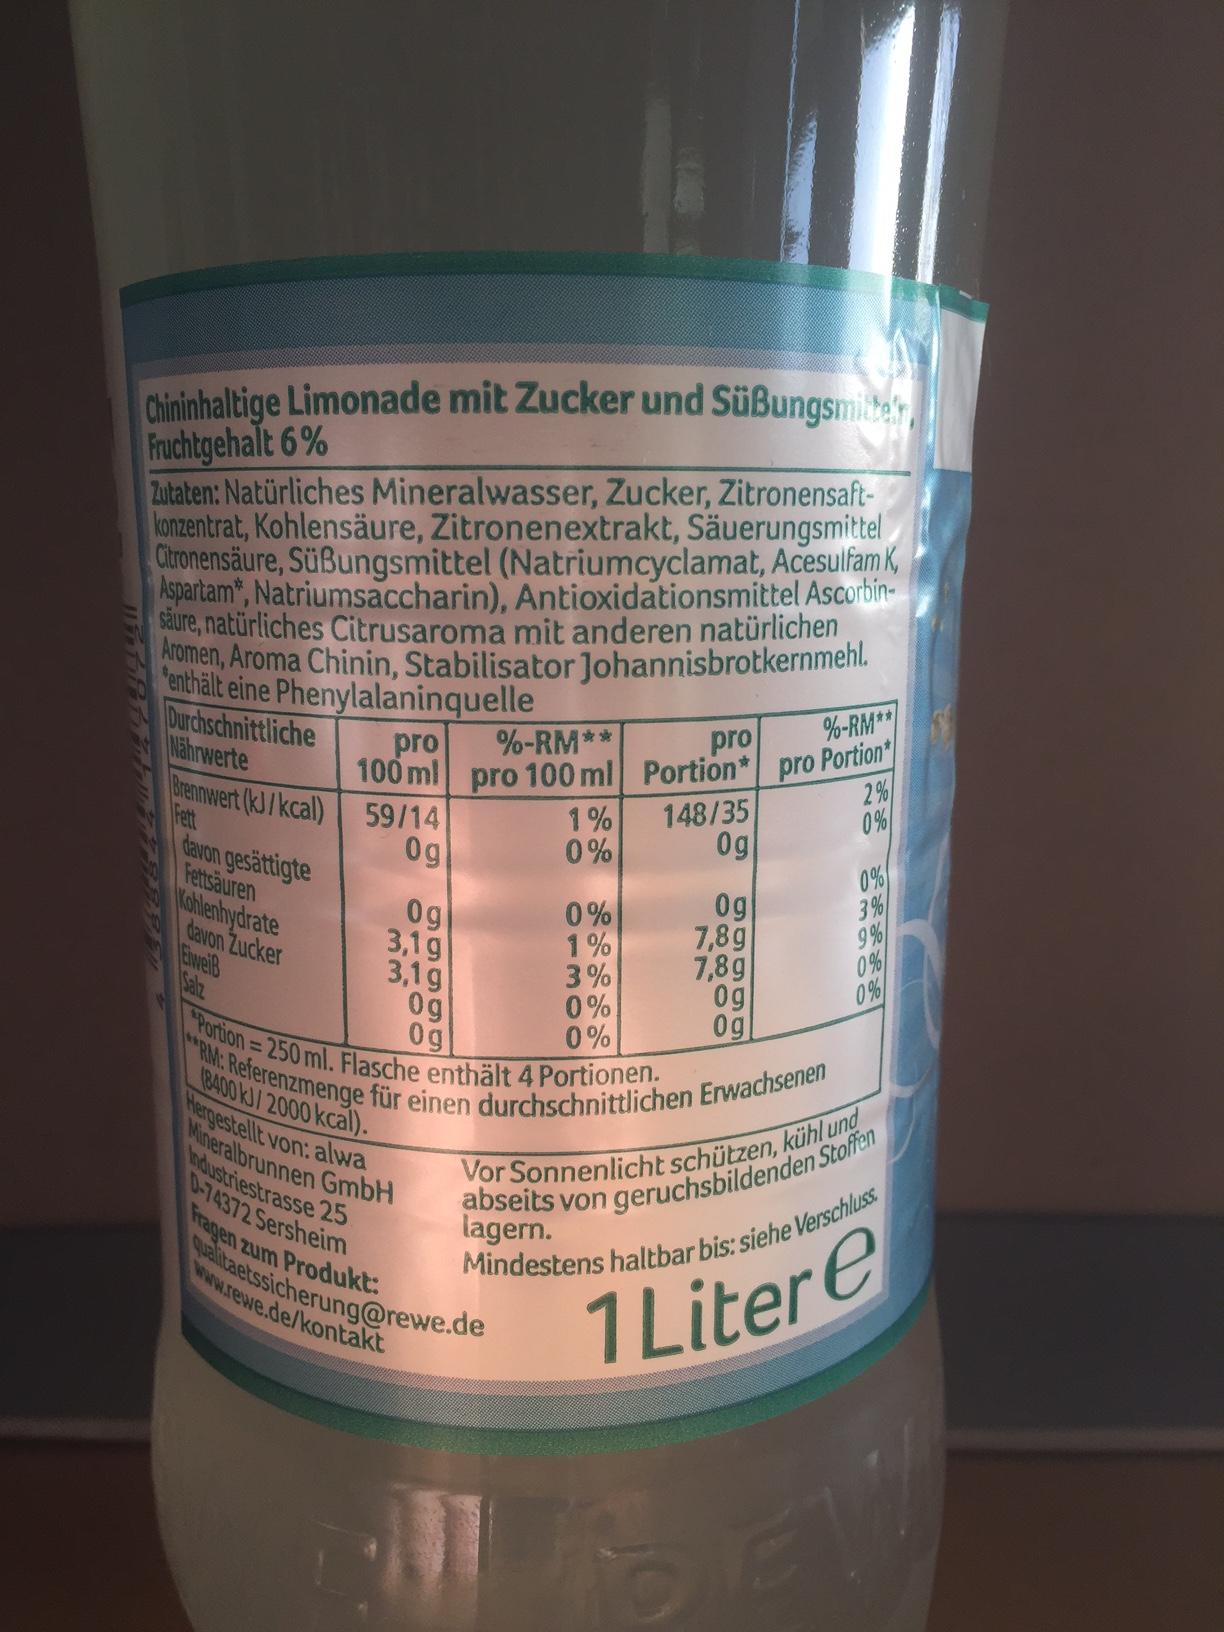 Chininhaltige Limonade mit Zucker und Süßungsmitteln,
Fruchtgehalt 6%
Zutaten: Natürliches Mineralwasser, Zucker, Zitronensaft-
konzentrat, Kohlensäure, Zitronenextrakt, Säuerungsmittel
Citronensäure, Süßungsmittel (Natriumcyclamat, Acesulfam K,
Aspartam*, Natriumsaccharin), Antioxidationsmittel Ascorbin-
säure, natürliches Citrusaroma mit anderen natürlichen
Aromen, Aroma Chinin, Stabilisator Johannisbrotkernmehl.
*enthält eine Phenylalaninquelle
Durchschnittliche Nährwerte pro 100 ml %-RM** pro 100 ml pro Portion* %-RM** pro Portion*
Brennwert (kJ/kcal) 59/14 1% 148/35 2%
Fett 0g 0% 0g 0%
davon gesättigte
Fettsäuren 0g 0% 0g 0%
Kohlenhydrate 3,1g 1% 7,8g 3%
davon Zucker 3,1g 3% 7,8g 9%
Eiweiß 0g 0% 0g 0%
Salz 0g 0% 0g 0%
*Portion = 250 ml. Flasche enthält 4 Portionen.
**RM: Referenzmenge für einen durchschnittlichen Erwachsenen
(8400 kJ/2000 kcal).
Hergestellt von: alwa
Mineralbrunnen GmbH
Industriestrasse 25
D-74372 Sersheim
Fragen zum Produkt:
qualitaetssicherung@rewe.de
www.rewe.de/kontakt
Vor Sonnenlicht schützen, kühl und
abseits von geruchsbildenden Stoffen
lagern.
Mindestens haltbar bis: siehe Verschluss.
1 Liter e